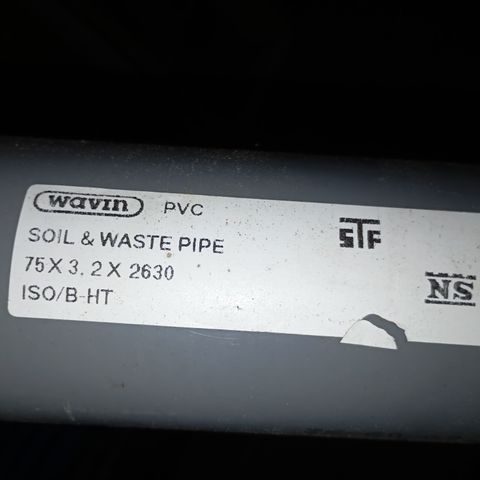 wavin PVC
SOIL & WASTE PIPE
75 X 3.2 X 2630
ISO/B-HT
STF
NS